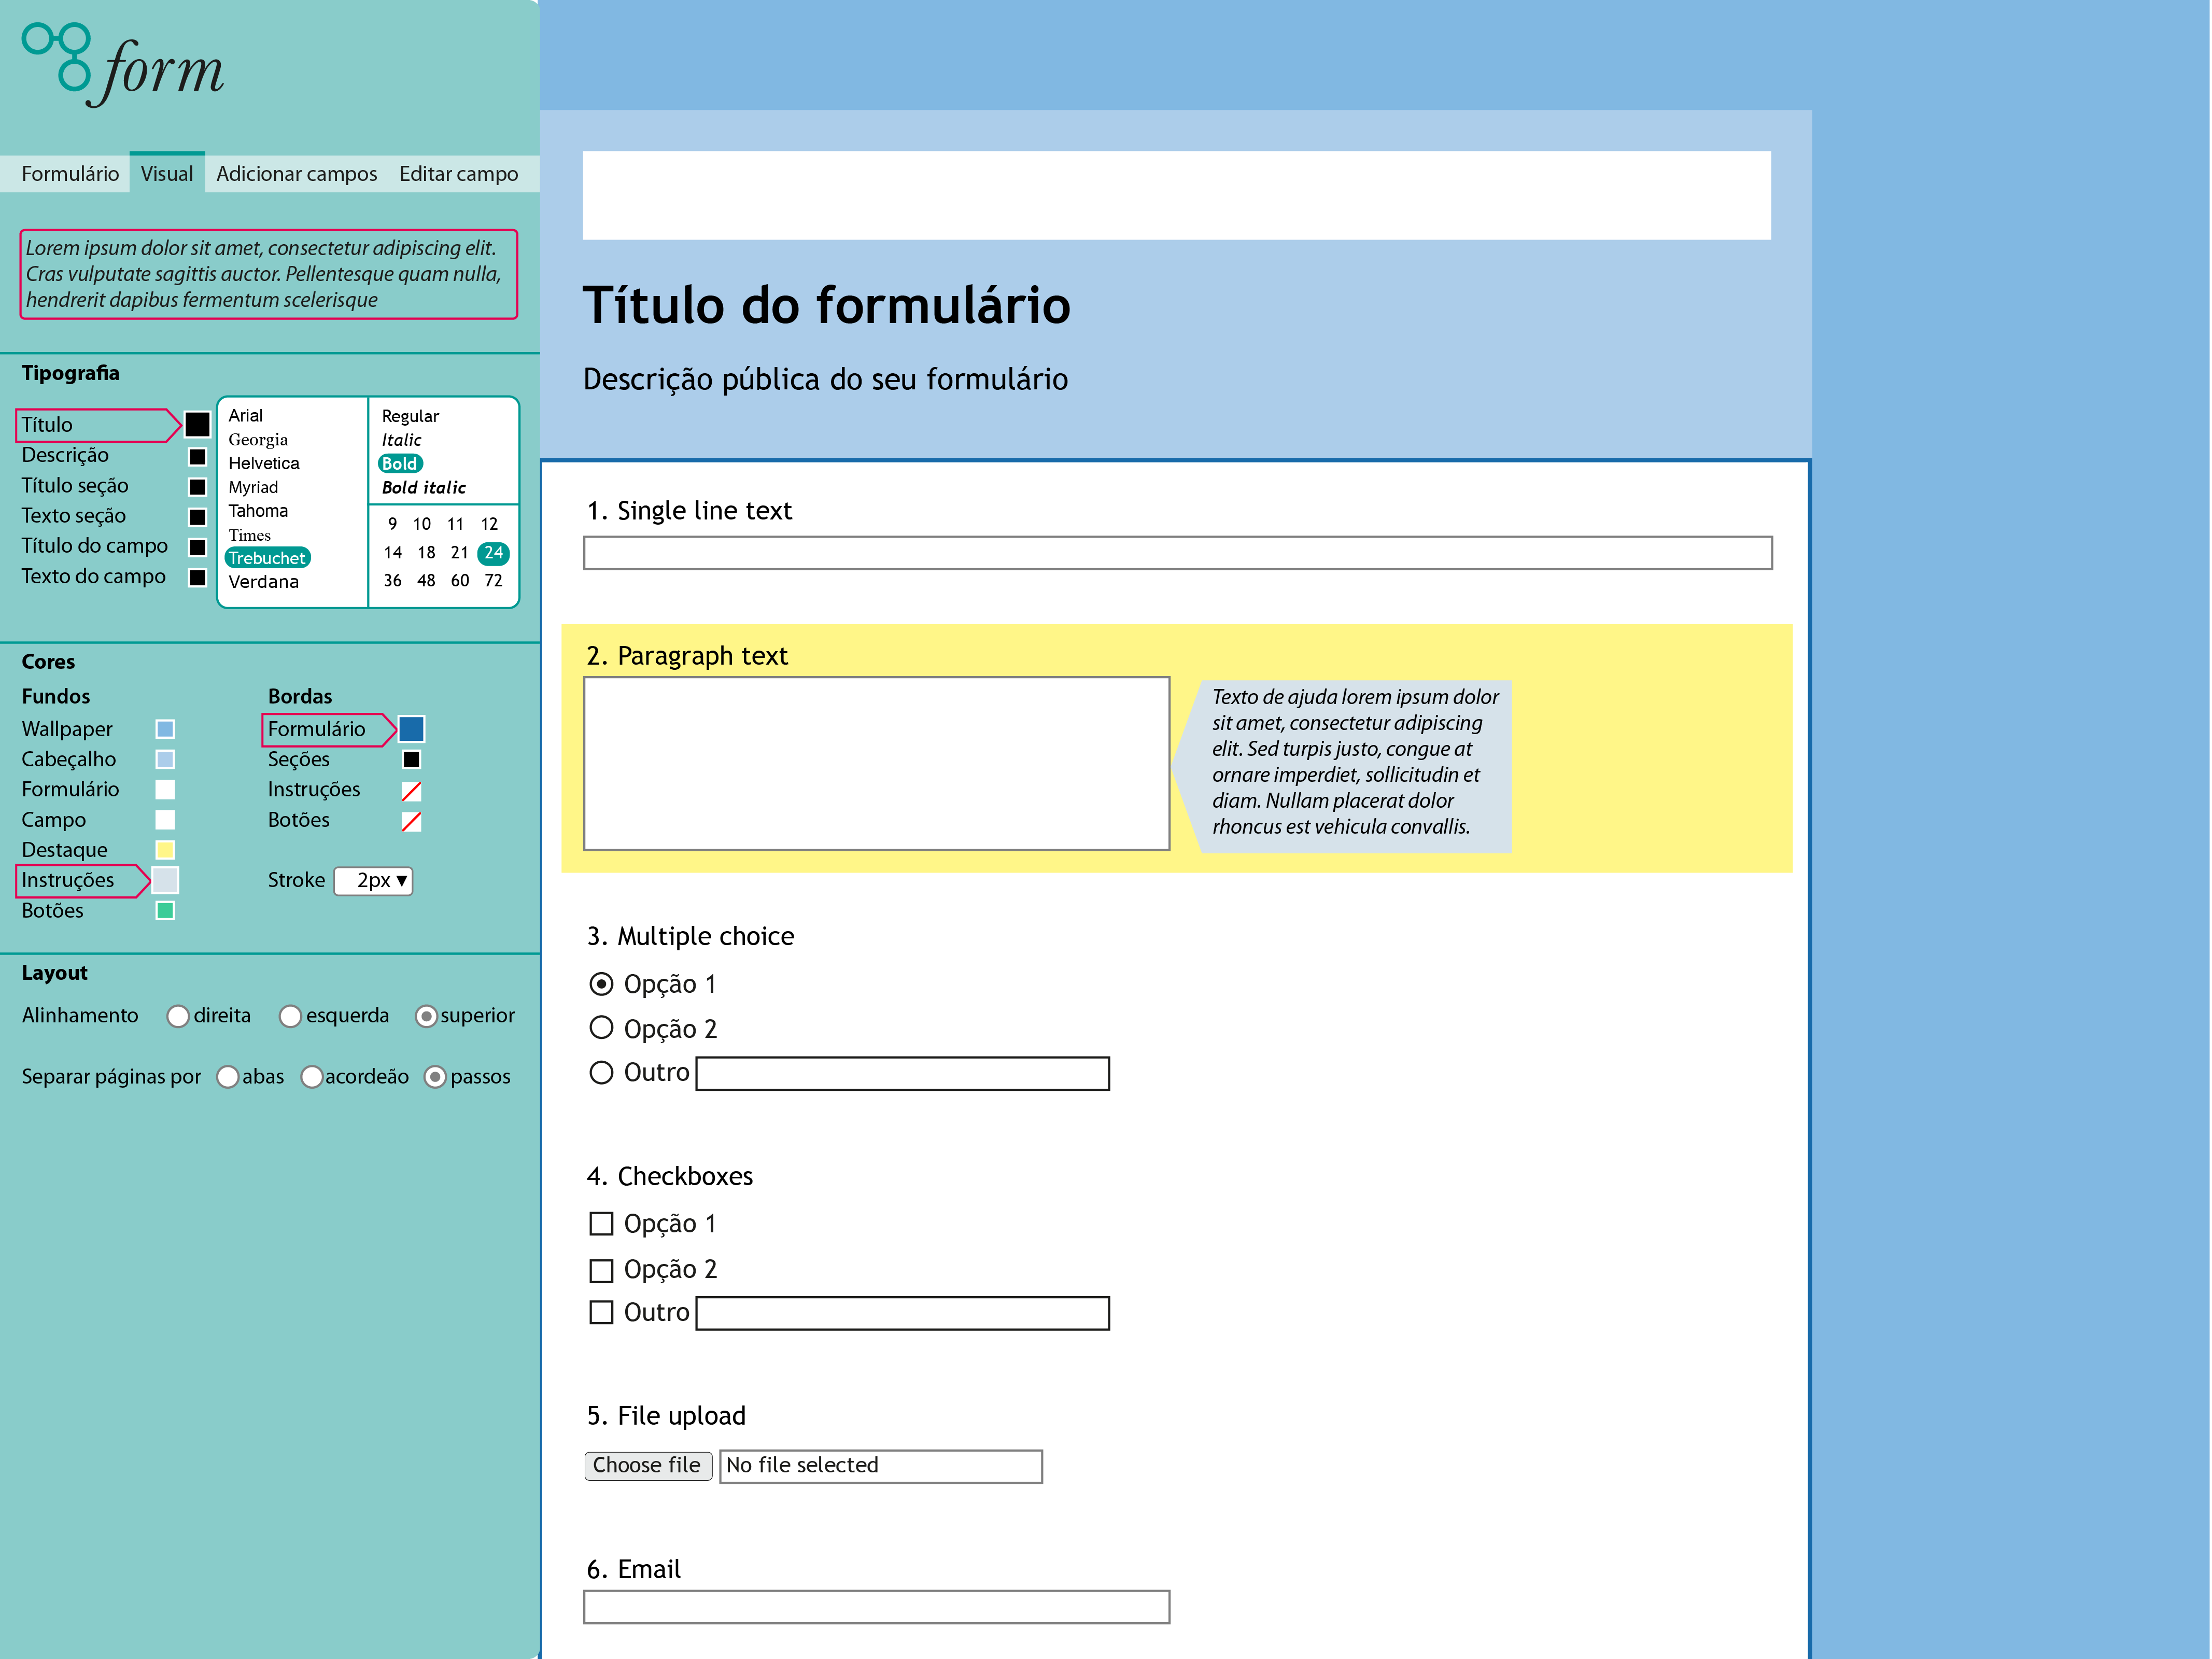 form
Formulário Visual Adicionar campos Editar campo
Lorem ipsum dolor sit amet, consectetur adipiscing elit.
Cras vulputate sagittis auctor. Pellentesque quam nulla,
hendrerit dapibus fermentum scelerisque
Tipografia
Título
Descrição
Título seção
Texto seção
Título do campo
Texto do campo
Arial
Georgia
Helvetica
Myriad
Tahoma
Times
Trebuchet
Verdana
Regular
Italic
Bold
Bold italic
9 10 11 12
14 18 21 24
36 48 60 72
Cores
Fundos
Wallpaper
Cabeçalho
Formulário
Campo
Destaque
Instruções
Botões
Bordas
Formulário
Seções
Instruções
Botões
Stroke 2px ▼
Layout
Alinhamento direita esquerda superior
Separar páginas por abas acordeão passos
Título do formulário
Descrição pública do seu formulário
1. Single line text
2. Paragraph text
Texto de ajuda lorem ipsum dolor
sit amet, consectetur adipiscing
elit. Sed turpis justo, congue at
ornare imperdiet, sollicitudin et
diam. Nullam placerat dolor
rhoncus est vehicula convallis.
3. Multiple choice
Opção 1
Opção 2
Outro
4. Checkboxes
Opção 1
Opção 2
Outro
5. File upload
Choose file No file selected
6. Email